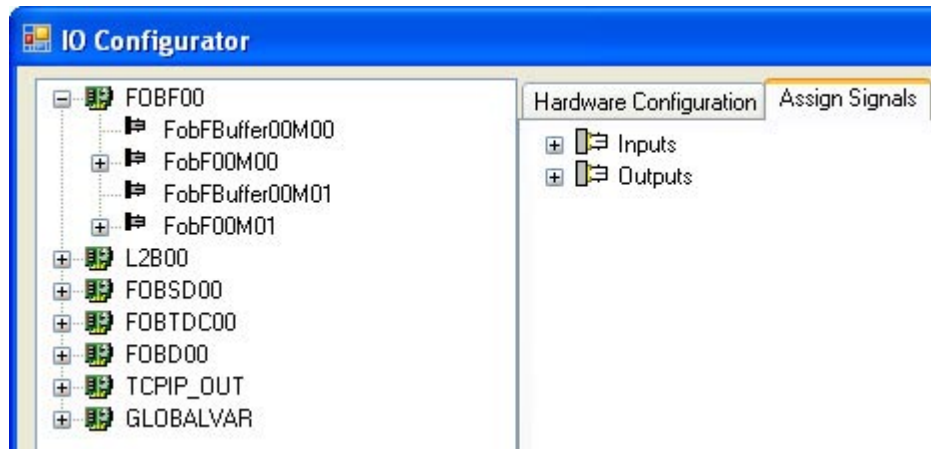 IO Configurator
FOBF00
FobFBuffer00M00
FobF00M00
FobFBuffer00M01
FobF00M01
L2B00
FOBSD00
FOBTDC00
FOBD00
TCPIP_OUT
GLOBALVAR
Hardware Configuration
Assign Signals
Inputs
Outputs